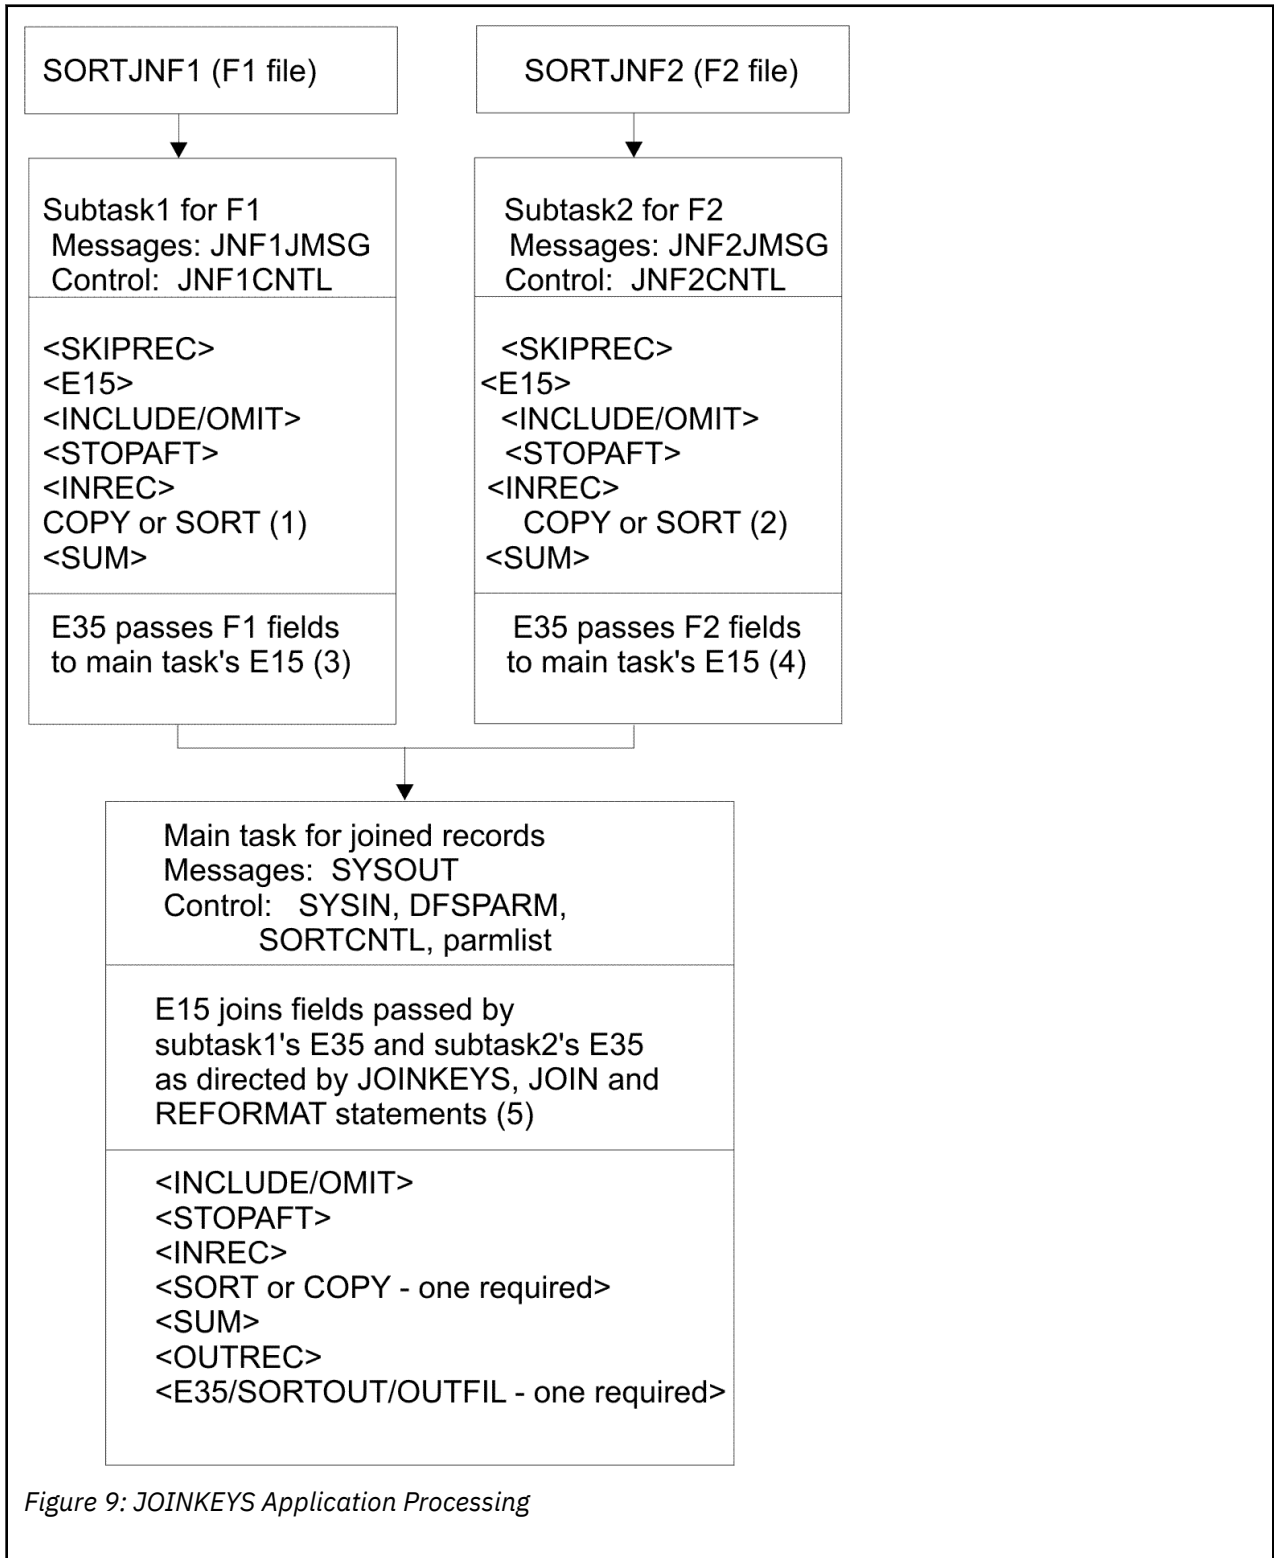 SORTJNF1 (F1 file)
SORTJNF2 (F2 file)
Subtask1 for F1
Messages: JNF1JMSG
Control: JNF1CNTL
<SKIPREC>
<E15>
<INCLUDE/OMIT>
<STOPAFT>
<INREC>
COPY or SORT (1)
<SUM>
E35 passes F1 fields
to main task's E15 (3)
Subtask2 for F2
Messages: JNF2JMSG
Control: JNF2CNTL
<SKIPREC>
<E15>
<INCLUDE/OMIT>
<STOPAFT>
<INREC>
COPY or SORT (2)
<SUM>
E35 passes F2 fields
to main task's E15 (4)
Main task for joined records
Messages: SYSOUT
Control: SYSIN, DFSPARM,
SORTCNTL, parmlist
E15 joins fields passed by
subtask1's E35 and subtask2's E35
as directed by JOINKEYS, JOIN and
REFORMAT statements (5)
<INCLUDE/OMIT>
<STOPAFT>
<INREC>
<SORT or COPY - one required>
<SUM>
<OUTREC>
<E35/SORTOUT/OUTFIL - one required>
Figure 9: JOINKEYS Application Processing